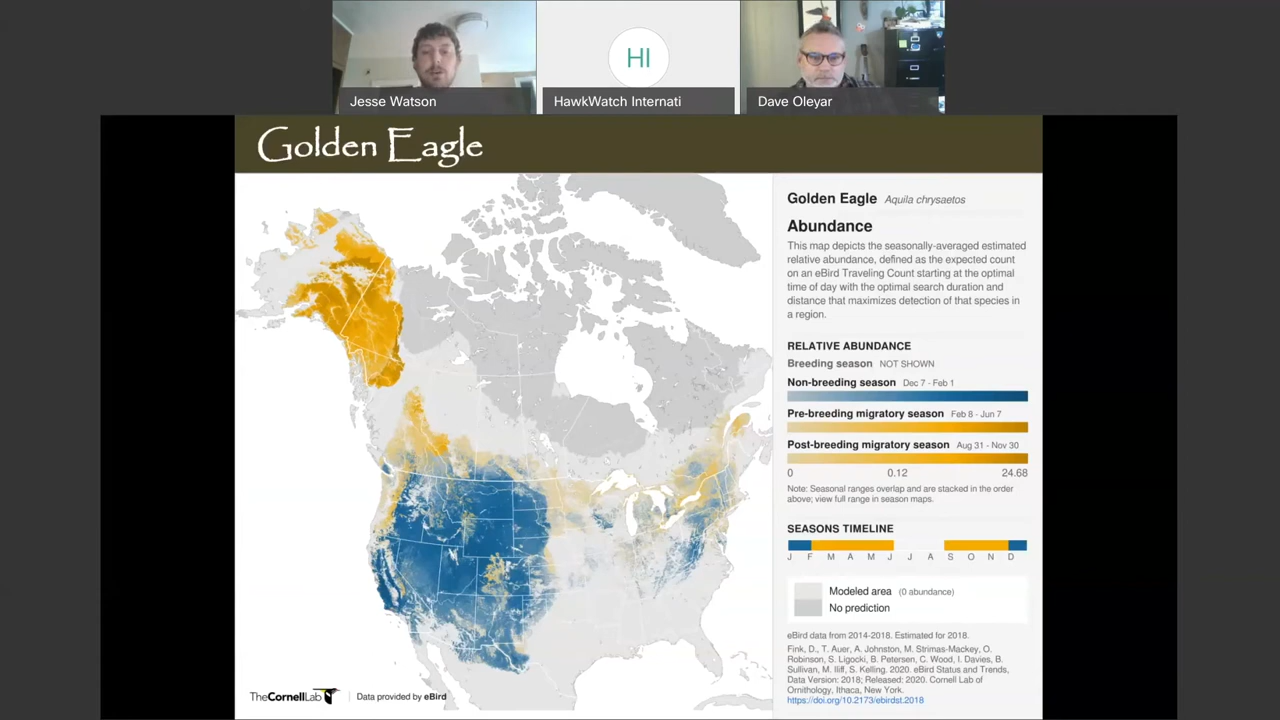 HI
Jesse Watson
HawkWatch Internati
Dave Oleyar
Golden Eagle
Golden Eagle Aquila chrysaetos
Abundance
This map depicts the seasonally-averaged estimated
relative abundance, defined as the expected count
on an eBird Traveling Count starting at the optimal
time of day with the optimal search duration and
distance that maximizes detection of that species in
a region.
RELATIVE ABUNDANCE
Breeding season NOT SHOWN
Non-breeding season Dec 7 - Feb 1
Pre-breeding migratory season Feb 8 - Jun 7
Post-breeding migratory season Aug 31 - Nov 30
0 0.12 24.68
Note: Seasonal ranges overlap and are stacked in the order
above; view full range in season maps.
SEASONS TIMELINE
J F M A M J J A S O N D
Modeled area (0 abundance)
No prediction
eBird data from 2014-2018. Estimated for 2018.
Fink, D., T. Auer, A. Johnston, M. Strimas-Mackey, O.
Robinson, S. Ligocki, B. Petersen, C. Wood, I. Davies, B.
Sullivan, M. Iliff, S. Kelling. 2020. eBird Status and Trends,
Data Version: 2018; Released: 2020. Cornell Lab of
Ornithology, Ithaca, New York.
https://doi.org/10.2173/ebirdst.2018
TheCornellLab Data provided by eBird